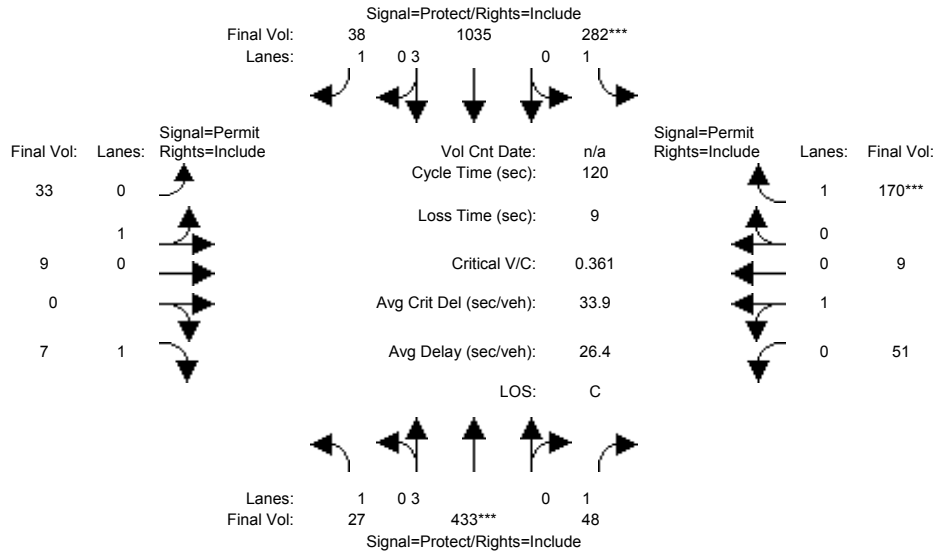 Signal=Protect/Rights=Include
Final Vol: 38 1035 282***
Lanes: 1 0 3 0 1
Signal=Permit Signal=Permit
Final Vol: Lanes: Rights=Include Vol Cnt Date: n/a Rights=Include Lanes: Final Vol:
Cycle Time (sec): 120
33 0 1 170***
Loss Time (sec): 9
1 0
9 0 Critical V/C: 0.361 0 9
0 Avg Crit Del (sec/veh): 33.9 1
7 1 Avg Delay (sec/veh): 26.4 0 51
LOS: C
Lanes: 1 0 3 0 1
Final Vol: 27 433*** 48
Signal=Protect/Rights=Include